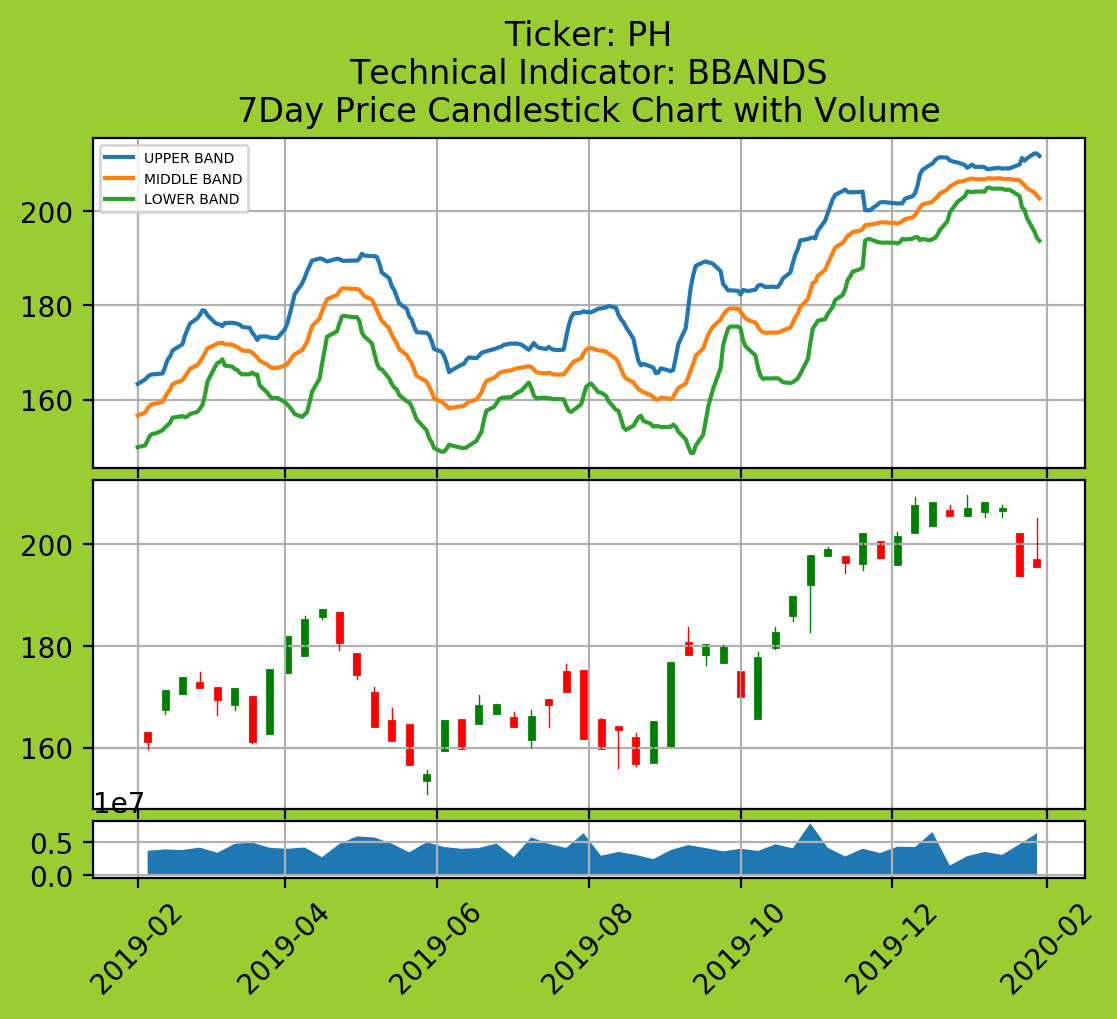 Ticker: PH
Technical Indicator: BBANDS
7Day Price Candlestick Chart with Volume
UPPER BAND
MIDDLE BAND
LOWER BAND
200
180
160
200
180
160
1e7
0.5
0.0
2019-02
2019-04
2019-06
2019-08
2019-10
2019-12
2020-02